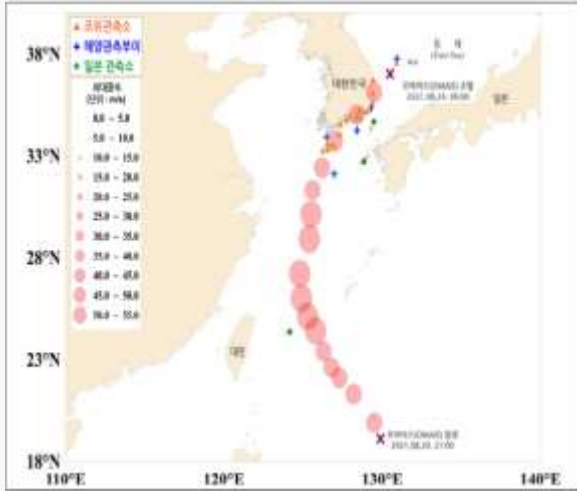 38°N
33°N
28°N
23°N
18°N
110°E
120°E
130°E
140°E
조위관측소
해양관측부이
일본 관측소
최대풍속
(단위 : m/s)
0.0 - 5.0
5.0 - 10.0
10.0 - 15.0
15.0 - 20.0
20.0 - 25.0
25.0 - 30.0
30.0 - 35.0
35.0 - 40.0
40.0 - 45.0
45.0 - 50.0
50.0 - 55.0
대한민국
동 해
(East Sea)
일본
대만